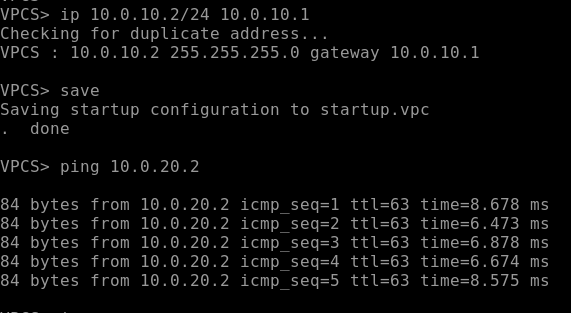 VPCS> ip 10.0.10.2/24 10.0.10.1
Checking for duplicate address...
VPCS : 10.0.10.2 255.255.255.0 gateway 10.0.10.1
VPCS> save
Saving startup configuration to startup.vpc
.  done
VPCS> ping 10.0.20.2
84 bytes from 10.0.20.2 icmp_seq=1 ttl=63 time=8.678 ms
84 bytes from 10.0.20.2 icmp_seq=2 ttl=63 time=6.473 ms
84 bytes from 10.0.20.2 icmp_seq=3 ttl=63 time=6.878 ms
84 bytes from 10.0.20.2 icmp_seq=4 ttl=63 time=6.674 ms
84 bytes from 10.0.20.2 icmp_seq=5 ttl=63 time=8.575 ms